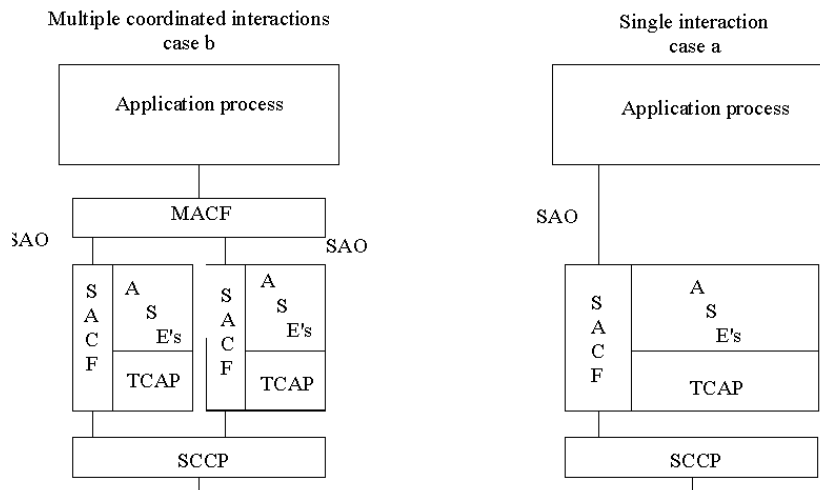 Multiple coordinated interactions
case b
Application process
MACF
SAO
SAO
S
A
C
F
A
S
E's
TCAP
S
A
C
F
A
S
E's
TCAP
SCCP
Single interaction
case a
Application process
SAO
S
A
C
F
A
S
E's
TCAP
SCCP